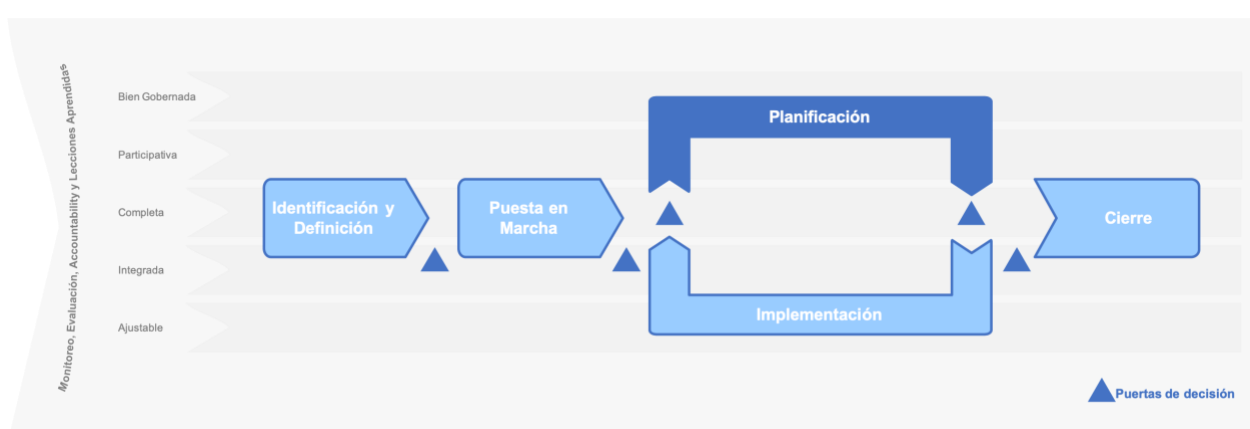 Monitoreo, Evaluación, Accountability y Lecciones Aprendidas
Bien Gobernada
Participativa
Completa
Integrada
Ajustable
Identificación y
Definición
Puesta en
Marcha
Planificación
Implementación
Cierre
Puertas de decisión